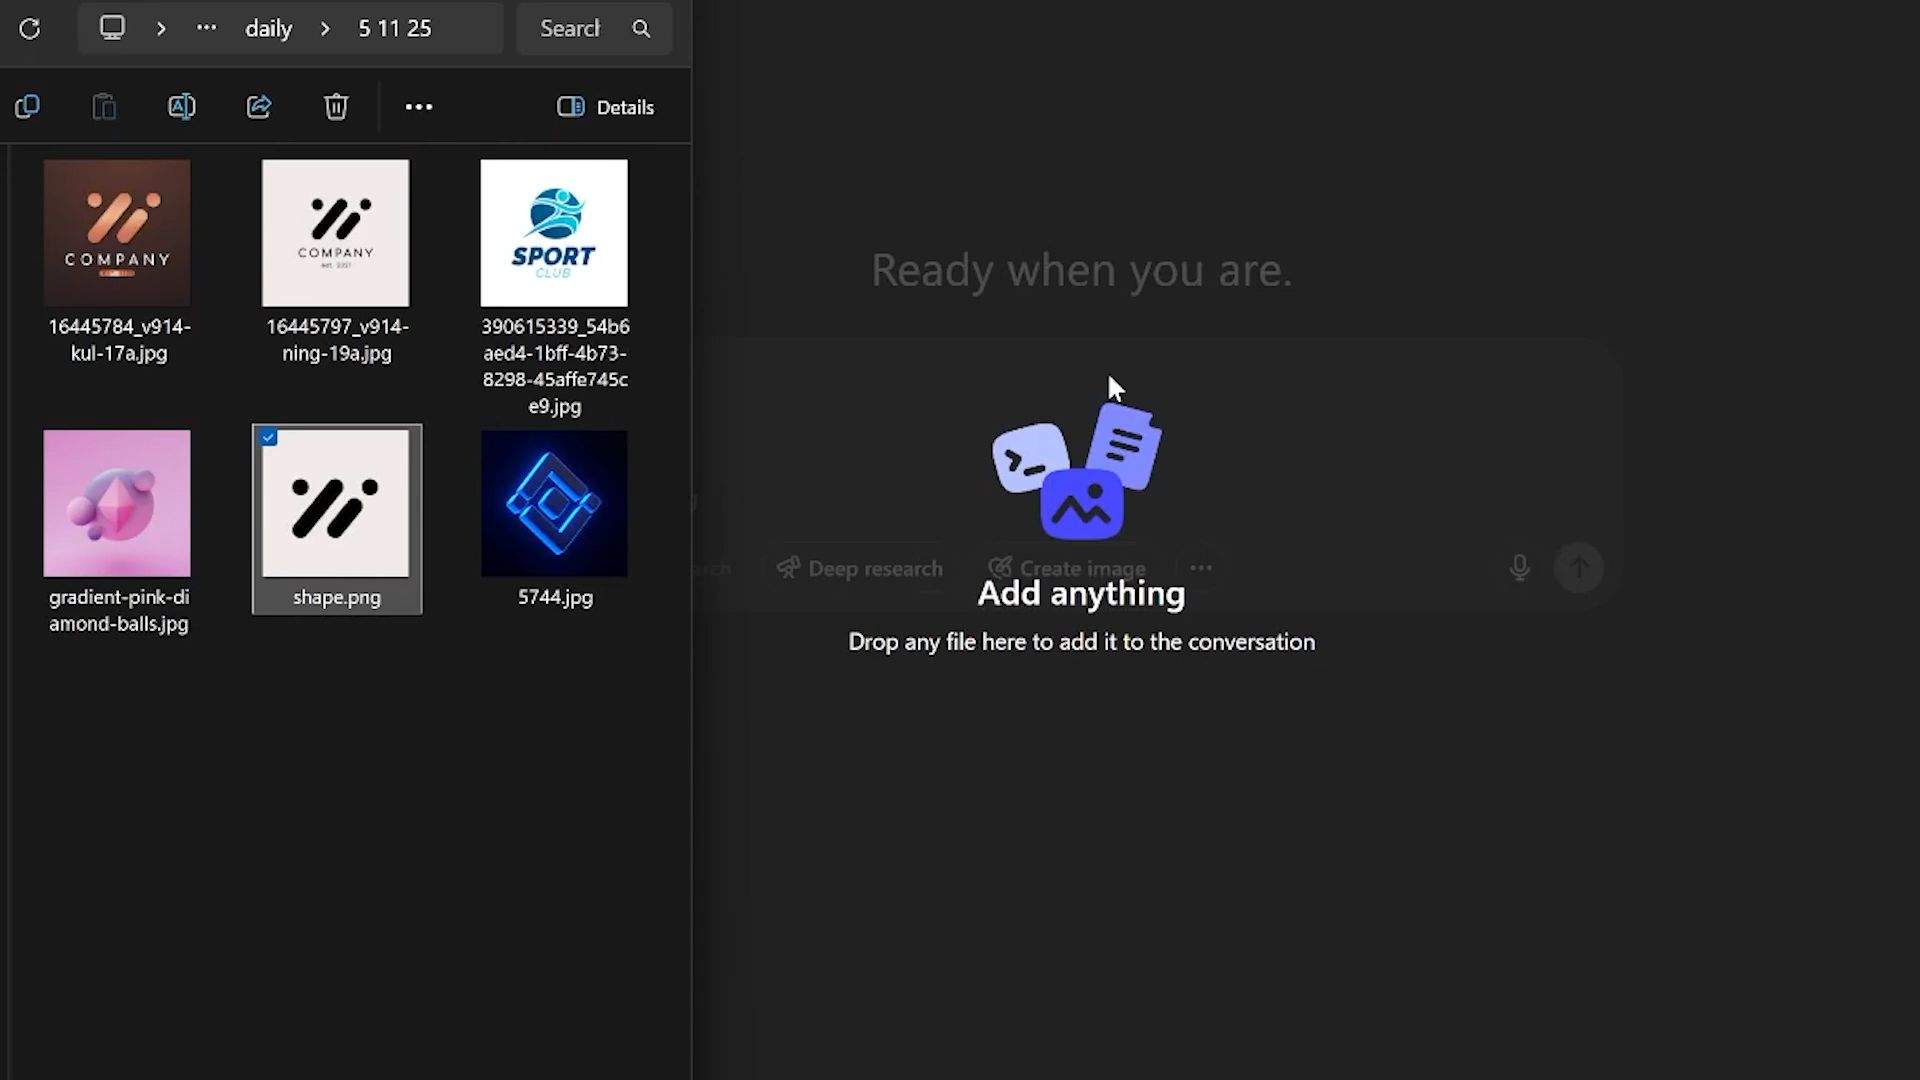 daily
5 11 25
Search
Details
COMPANY
16445784_v914-
kul-17a.jpg
COMPANY
est. 2021
16445797_v914-
ning-19a.jpg
SPORT
CLUB
390615339_54b6
aed4-1bff-4b73-
8298-45affe745c
e9.jpg
gradient-pink-di
amond-balls.jpg
shape.png
5744.jpg
Ready when you are.
Deep research
Create image
Add anything
Drop any file here to add it to the conversation